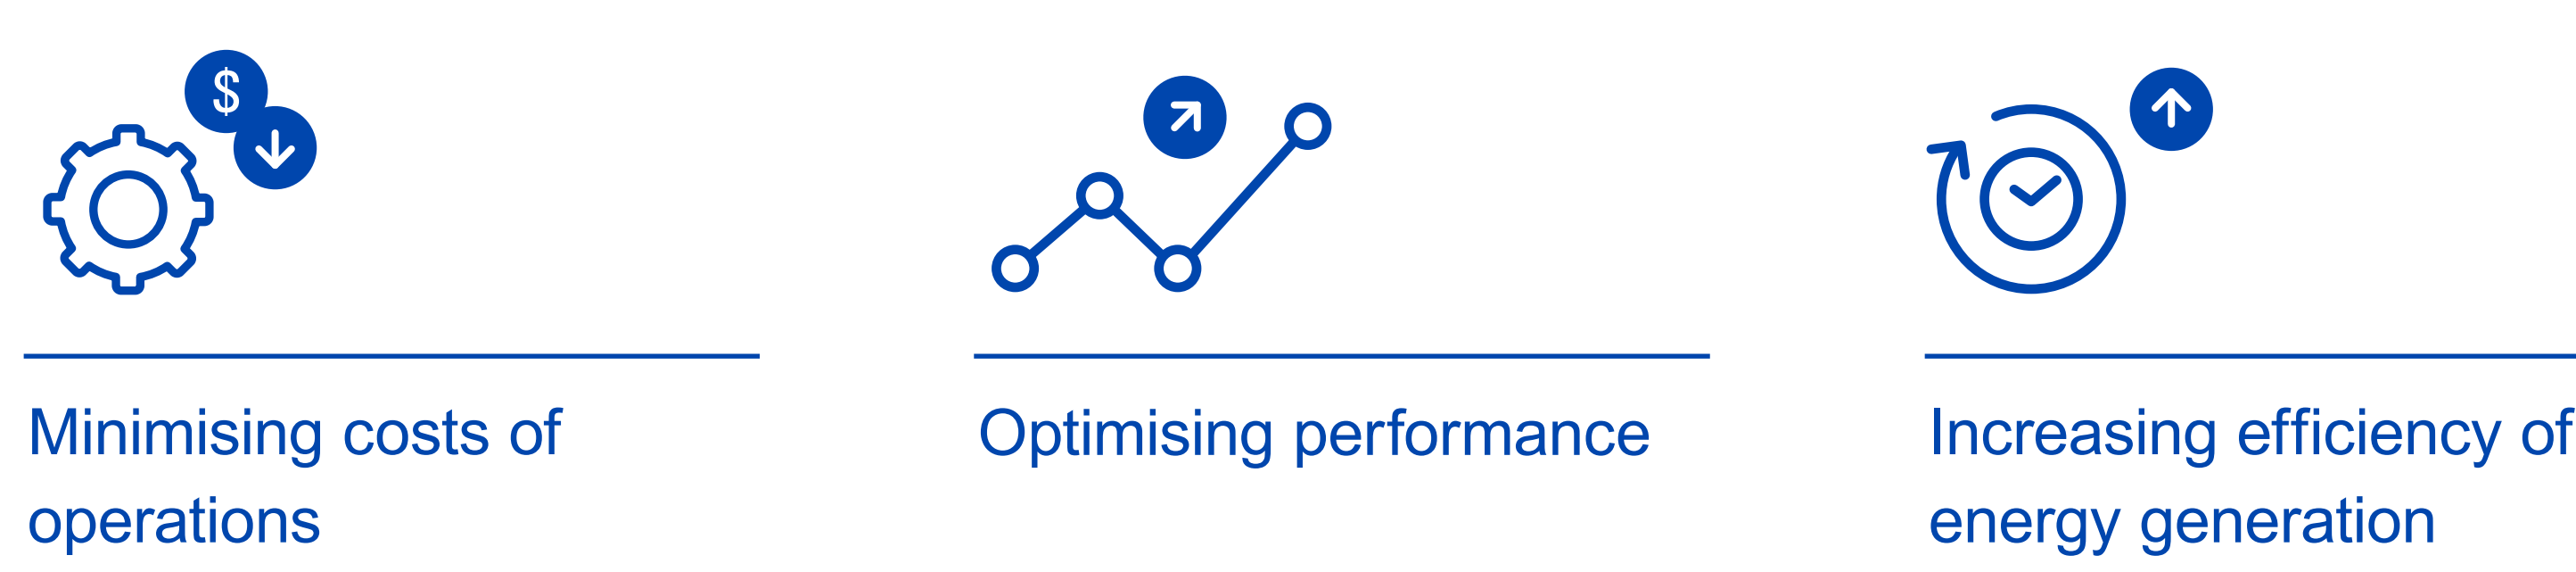 $
Minimising costs of
operations
Optimising performance
Increasing efficiency of
energy generation